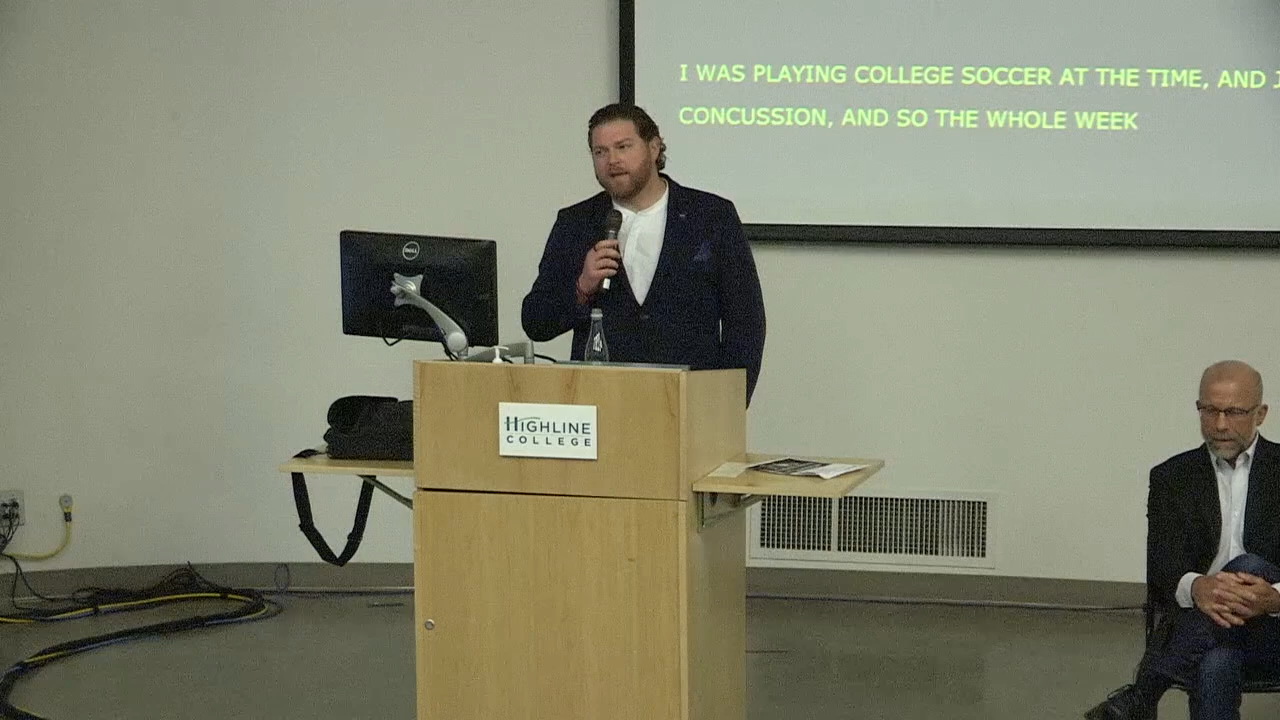 I WAS PLAYING COLLEGE SOCCER AT THE TIME, AND
CONCUSSION, AND SO THE WHOLE WEEK
DELL
HIGHLINE
COLLEGE